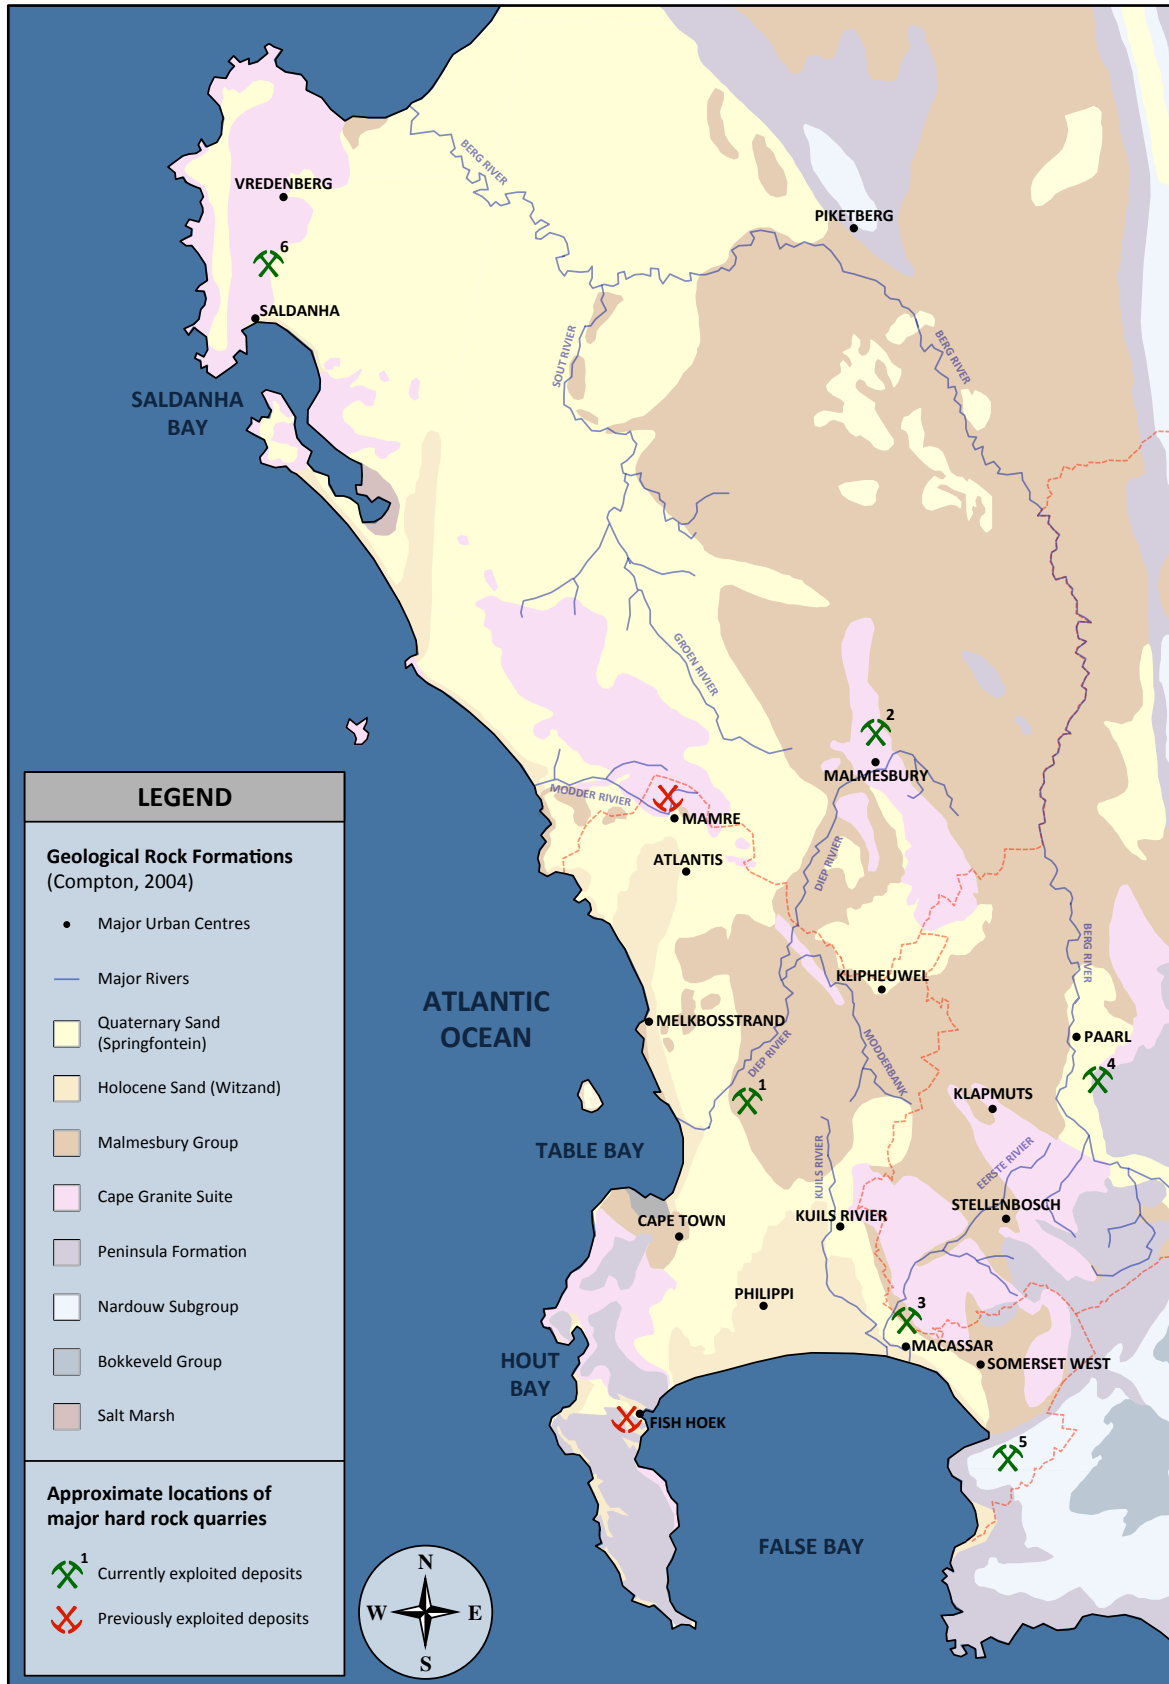 BERG RIVER
VREDENBERG
PIKETBERG
6
SALDANHA
SOUT RIVIER
BERG RIVER
SALDANHA
BAY
GROEN RIVIER
2
MALMESBURY
MODDER RIVIER
MAMRE
ATLANTIS
DIEP RIVIER
BERG RIVER
KLIPHEUWEL
ATLANTIC
OCEAN
MELKBOSSTRAND
DIEP RIVIER
MODDERBANK
PAARL
4
1
KLAPMUTS
TABLE BAY
KUILS RIVIER
EERSTE RIVIER
STELLENBOSCH
CAPE TOWN
KUILS RIVIER
PHILIPPI
3
MACASSAR
SOMERSET WEST
HOUT
BAY
FISH HOEK
5
FALSE BAY
LEGEND
Geological Rock Formations
(Compton, 2004)
Major Urban Centres
Major Rivers
Quaternary Sand
(Springfontein)
Holocene Sand (Witzand)
Malmesbury Group
Cape Granite Suite
Peninsula Formation
Nardouw Subgroup
Bokkeveld Group
Salt Marsh
Approximate locations of
major hard rock quarries
1
Currently exploited deposits
Previously exploited deposits
N
W E
S